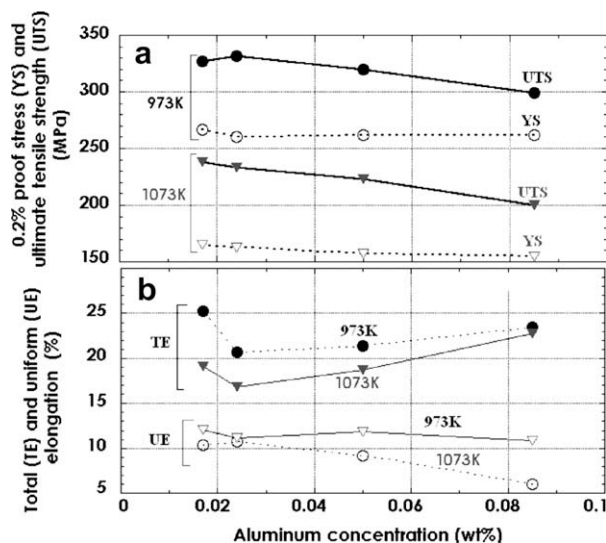 0.2% proof stress (YS) and
ultimate tensile strength (UTS)
(MPa)
350
300
250
200
150
a
973K
1073K
UTS
YS
UTS
YS
Total (TE) and uniform (UE)
elongation (%)
25
20
15
10
5
b
TE
UE
973K
1073K
973K
1073K
0
0.02
0.04
0.06
0.08
0.1
Aluminum concentration (wt%)